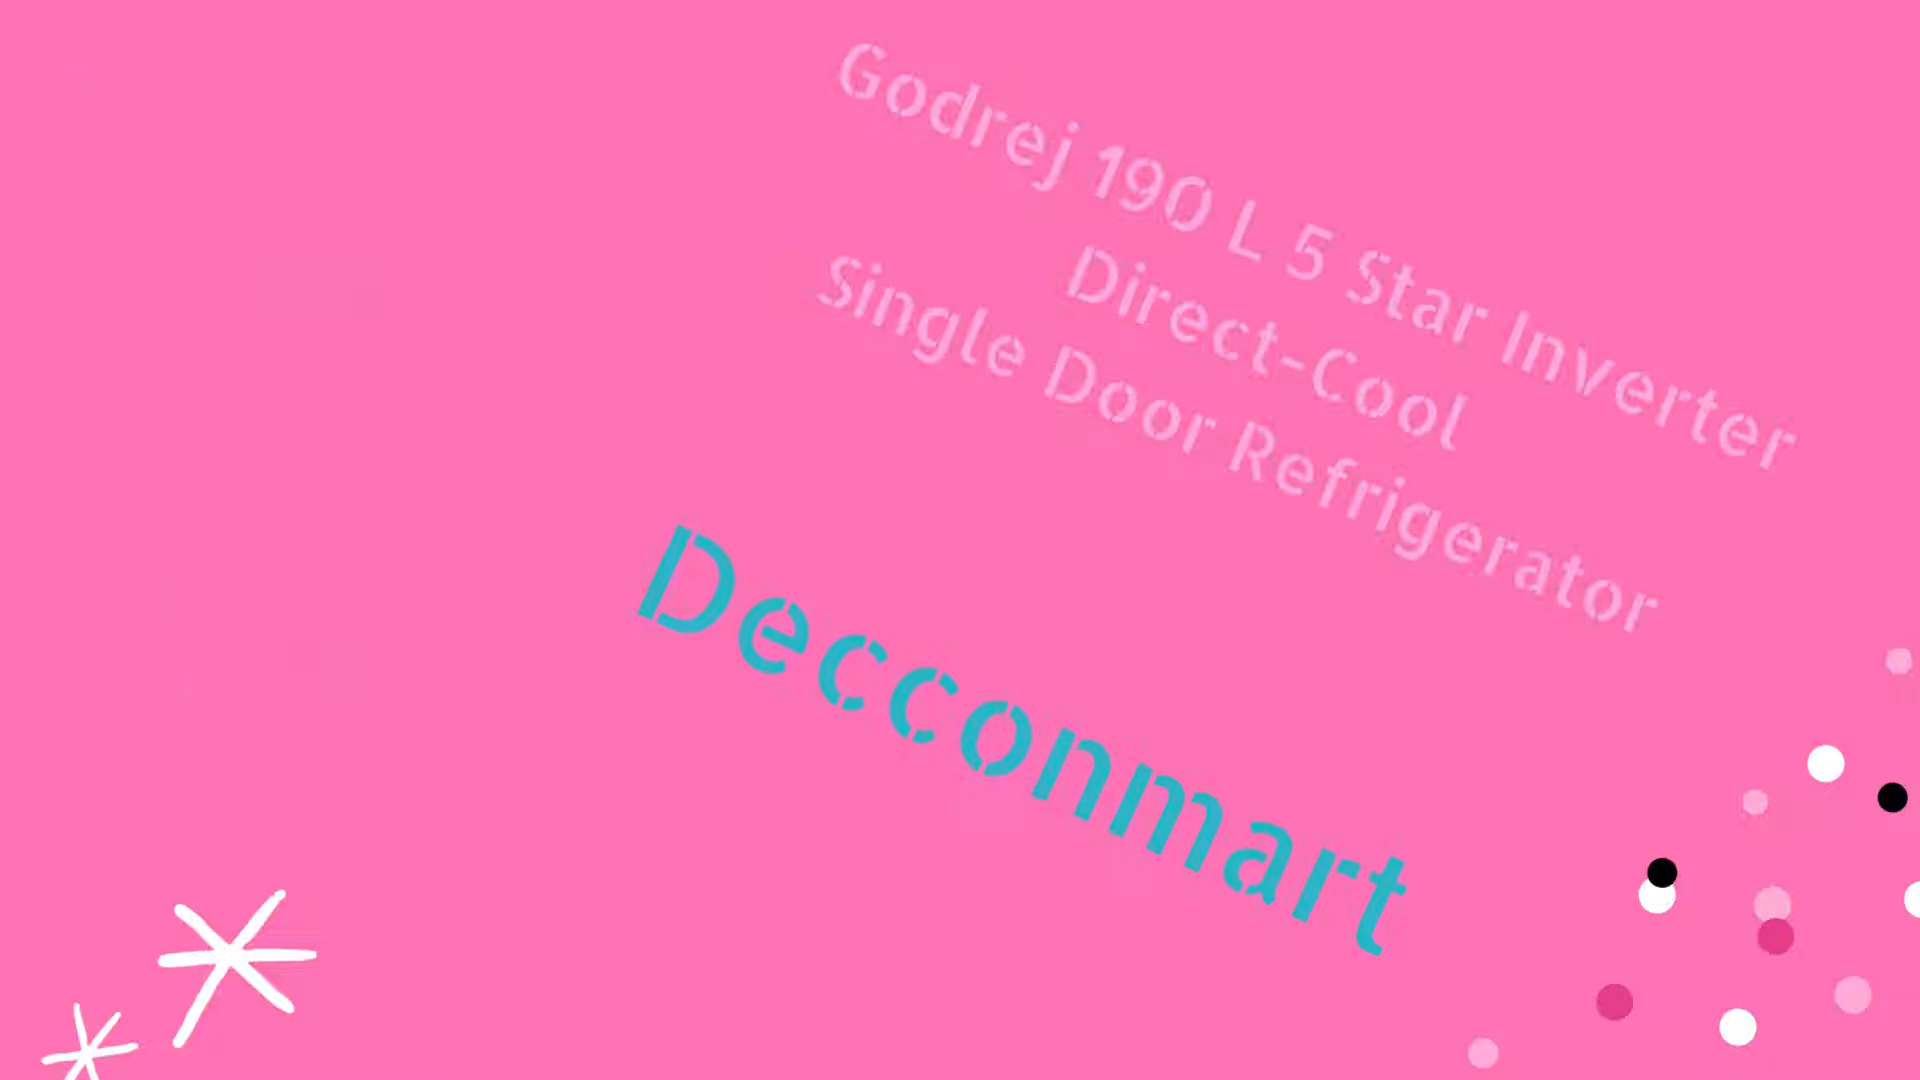 Godrej 190 L 5 Star Inverter
Direct-Cool
Single Door Refrigerator
Decconmart